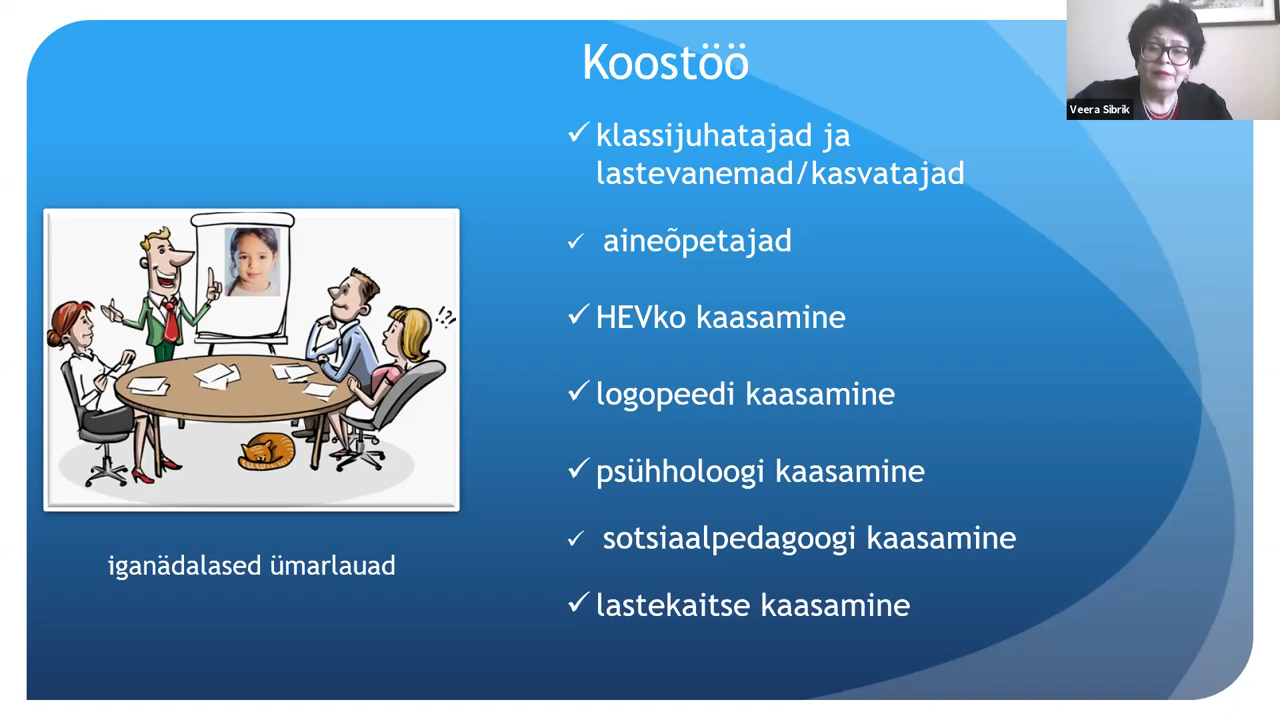 Koostöö
Veera Sibrik
klassijuhatajad ja
lastevanemad/kasvatajad
aineõpetajad
HEVko kaasamine
logopeedi kaasamine
psühholoogi kaasamine
sotsiaalpedagoogi kaasamine
lastekaitse kaasamine
!?!
iganädalased ümarlauad